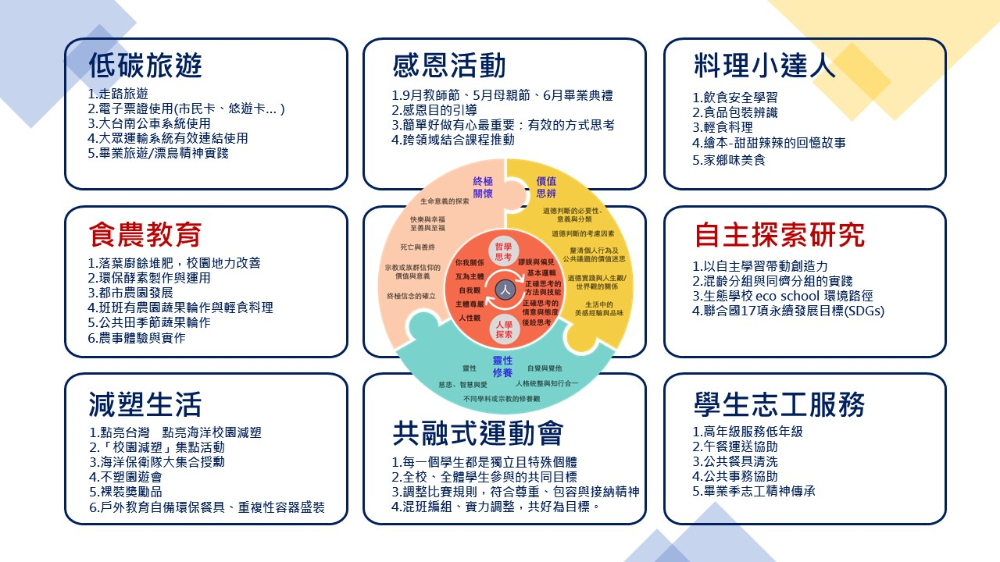 低碳旅遊
1.走路旅遊
2.電子票證使用(市民卡、悠遊卡... )
3.大台南公車系統使用
4.大眾運輸系統有效連結使用
5.畢業旅遊/漂鳥精神實踐
感恩活動
1.9月教師節、5月母親節、6月畢業典禮
2.感恩目的引導
3.簡單好做有心最重要：有效的方式思考
4.跨領域結合課程推動
料理小達人
1.飲食安全學習
2.食品包裝辨識
3.輕食料理
4.繪本-甜甜辣辣的回憶故事
5.家鄉味美食
食農教育
1.落葉廚餘堆肥，校園地力改善
2.環保酵素製作與運用
3.都市農園發展
4.班班有農園蔬果輪作與輕食料理
5.公共田季節蔬果輪作
6.農事體驗與實作
終極
關懷
生命意義的探索
快樂與幸福
至善與至福
死亡與善終
宗教或族群信仰的
價值與意義
終極信念的確立
價值
思辨
道德判斷的必要性、
意義與分類
道德判斷的考慮因素
釐清個人行為及
公共議題的價值迷思
道德實踐與人生觀/
世界觀的關係
生活中的
美感經驗與品味
哲學
思考
你我關係
互為主體
自我觀
主體尊嚴
人性觀
人
謬誤與偏見
基本邏輯
正確思考的
方法與技能
正確思考的
情意與態度
後設思考
人學
探索
靈性
修養
靈性
自覺與覺他
慈悲、智慧與愛
人格統整與知行合一
不同學科或宗教的修養觀
自主探索研究
1.以自主學習帶動創造力
2.混齡分組與同儕分組的實踐
3.生態學校 eco school 環境路徑
4.聯合國17項永續發展目標(SDGs)
減塑生活
1.點亮台灣　點亮海洋校園減塑
2.「校園減塑」集點活動
3.海洋保衛隊大集合授勳
4.不塑園遊會
5.裸裝獎勵品
6.戶外教育自備環保餐具、重複性容器盛裝
共融式運動會
1.每一個學生都是獨立且特殊個體
2.全校、全體學生參與的共同目標
3.調整比賽規則，符合尊重、包容與接納精神
4.混班編組、實力調整，共好為目標。
學生志工服務
1.高年級服務低年級
2.午餐運送協助
3.公共餐具清洗
4.公共事務協助
5.畢業季志工精神傳承